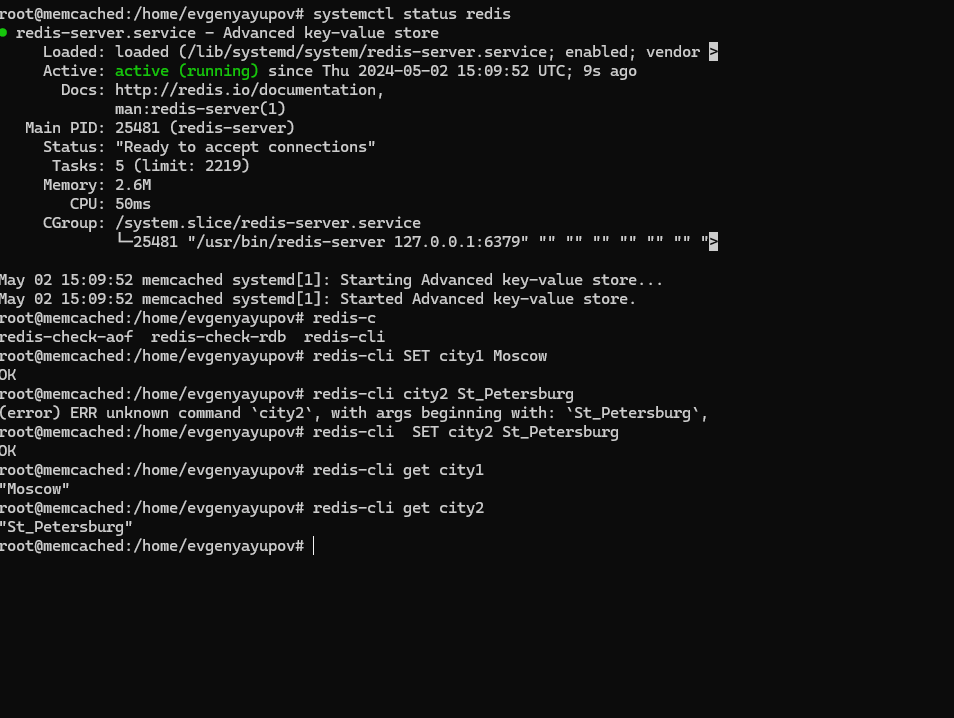 root@memcached:/home/evgenyayupov# systemctl status redis
● redis-server.service - Advanced key-value store
     Loaded: loaded (/lib/systemd/system/redis-server.service; enabled; vendor >
     Active: active (running) since Thu 2024-05-02 15:09:52 UTC; 9s ago
       Docs: http://redis.io/documentation,
             man:redis-server(1)
   Main PID: 25481 (redis-server)
     Status: "Ready to accept connections"
      Tasks: 5 (limit: 2219)
     Memory: 2.6M
        CPU: 50ms
     CGroup: /system.slice/redis-server.service
             └─25481 "/usr/bin/redis-server 127.0.0.1:6379" "" "" "" "" "" "" ">
May 02 15:09:52 memcached systemd[1]: Starting Advanced key-value store...
May 02 15:09:52 memcached systemd[1]: Started Advanced key-value store.
root@memcached:/home/evgenyayupov# redis-c
redis-check-aof  redis-check-rdb  redis-cli
root@memcached:/home/evgenyayupov# redis-cli SET city1 Moscow
OK
root@memcached:/home/evgenyayupov# redis-cli city2 St_Petersburg
(error) ERR unknown command `city2`, with args beginning with: `St_Petersburg`,
root@memcached:/home/evgenyayupov# redis-cli  SET city2 St_Petersburg
OK
root@memcached:/home/evgenyayupov# redis-cli get city1
"Moscow"
root@memcached:/home/evgenyayupov# redis-cli get city2
"St_Petersburg"
root@memcached:/home/evgenyayupov#